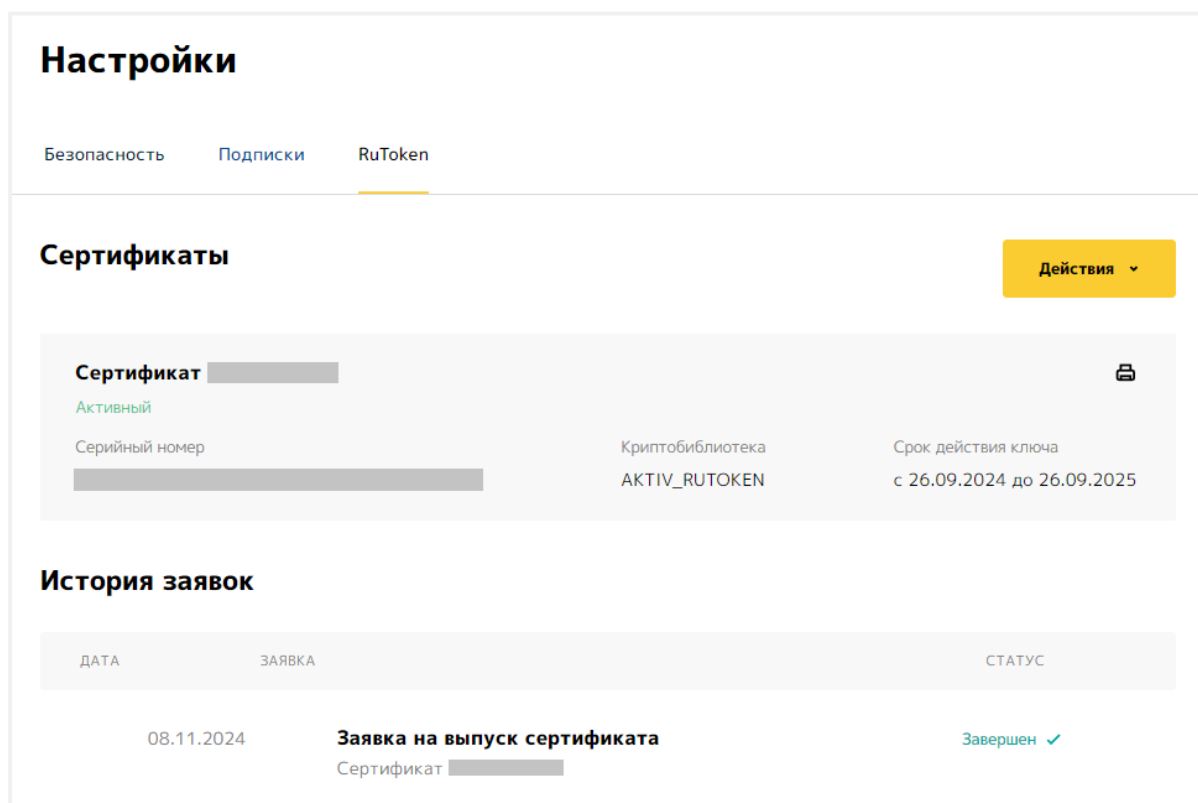 Настройки
Безопасность Подписки RuToken
Сертификаты
Действия
Сертификат
Активный
Серийный номер Криптобиблиотека Срок действия ключа
AKTIV_RUTOKEN с 26.09.2024 до 26.09.2025
История заявок
ДАТА ЗАЯВКА СТАТУС
08.11.2024 Заявка на выпуск сертификата Завершен
Сертификат